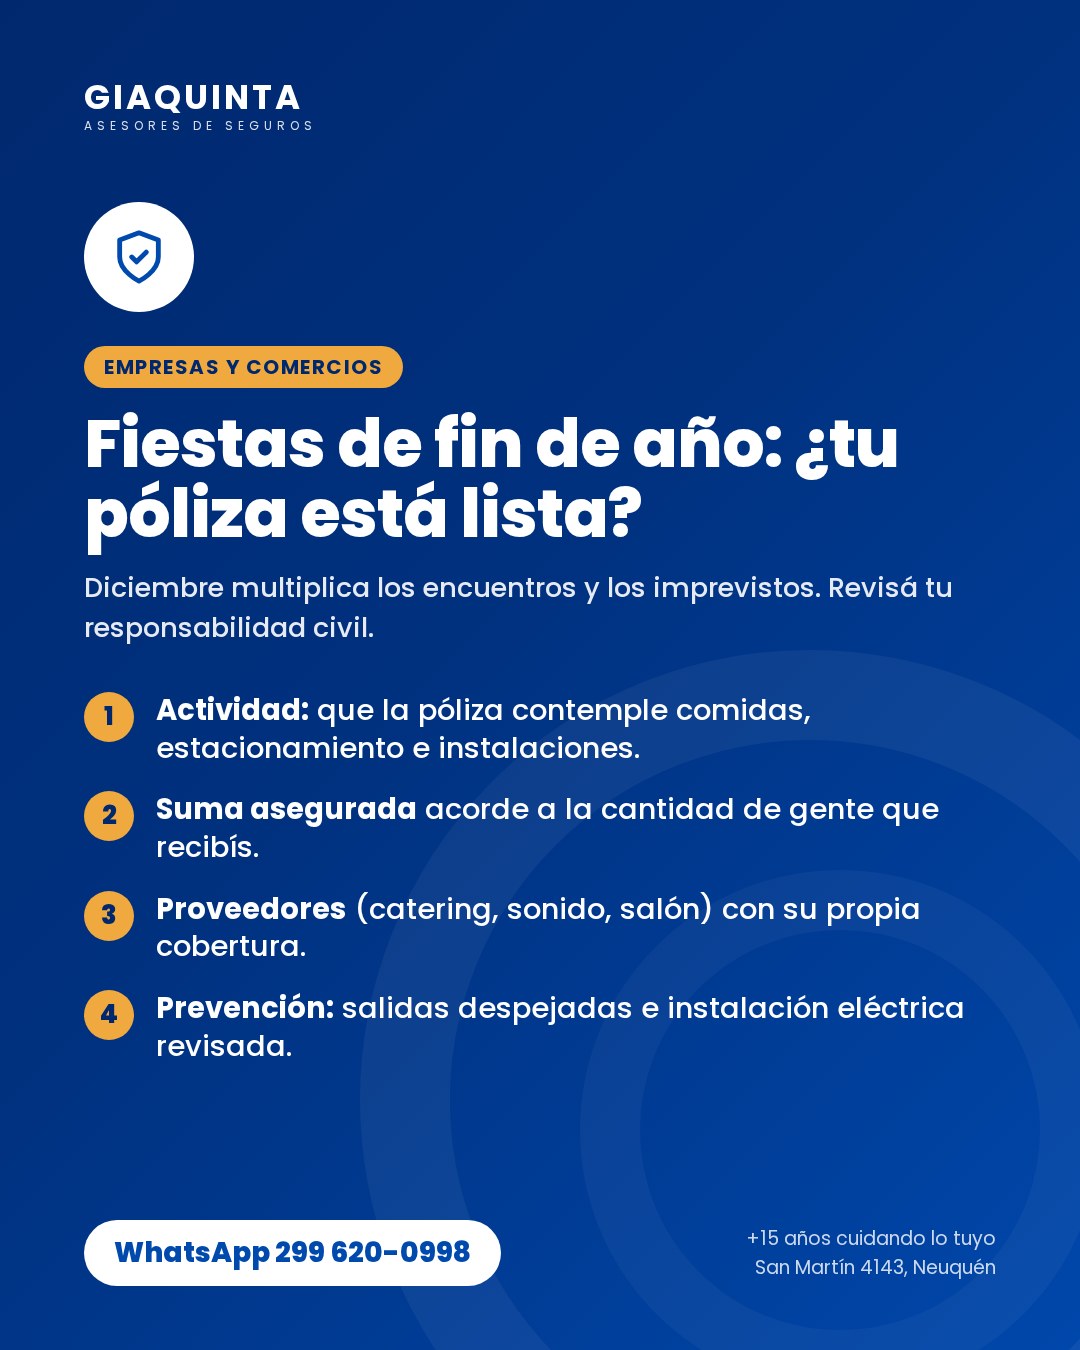 GIAQUINTA
ASESORES DE SEGUROS
EMPRESAS Y COMERCIOS
Fiestas de fin de año: ¿tu
póliza está lista?
Diciembre multiplica los encuentros y los imprevistos. Revisá tu
responsabilidad civil.
1 Actividad: que la póliza contemple comidas,
estacionamiento e instalaciones.
2 Suma asegurada acorde a la cantidad de gente que
recibís.
3 Proveedores (catering, sonido, salón) con su propia
cobertura.
4 Prevención: salidas despejadas e instalación eléctrica
revisada.
WhatsApp 299 620-0998
+15 años cuidando lo tuyo
San Martín 4143, Neuquén